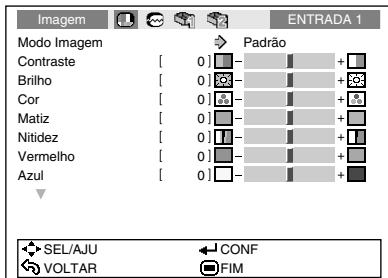 Imagem ENTRADA 1
Modo Imagem Padrão
Contraste [ 0 ] – +
Brilho [ 0 ] – +
Cor [ 0 ] – +
Matiz [ 0 ] – +
Nitidez [ 0 ] – +
Vermelho [ 0 ] – +
Azul [ 0 ] – +
SEL/AJU CONF
VOLTAR FIM